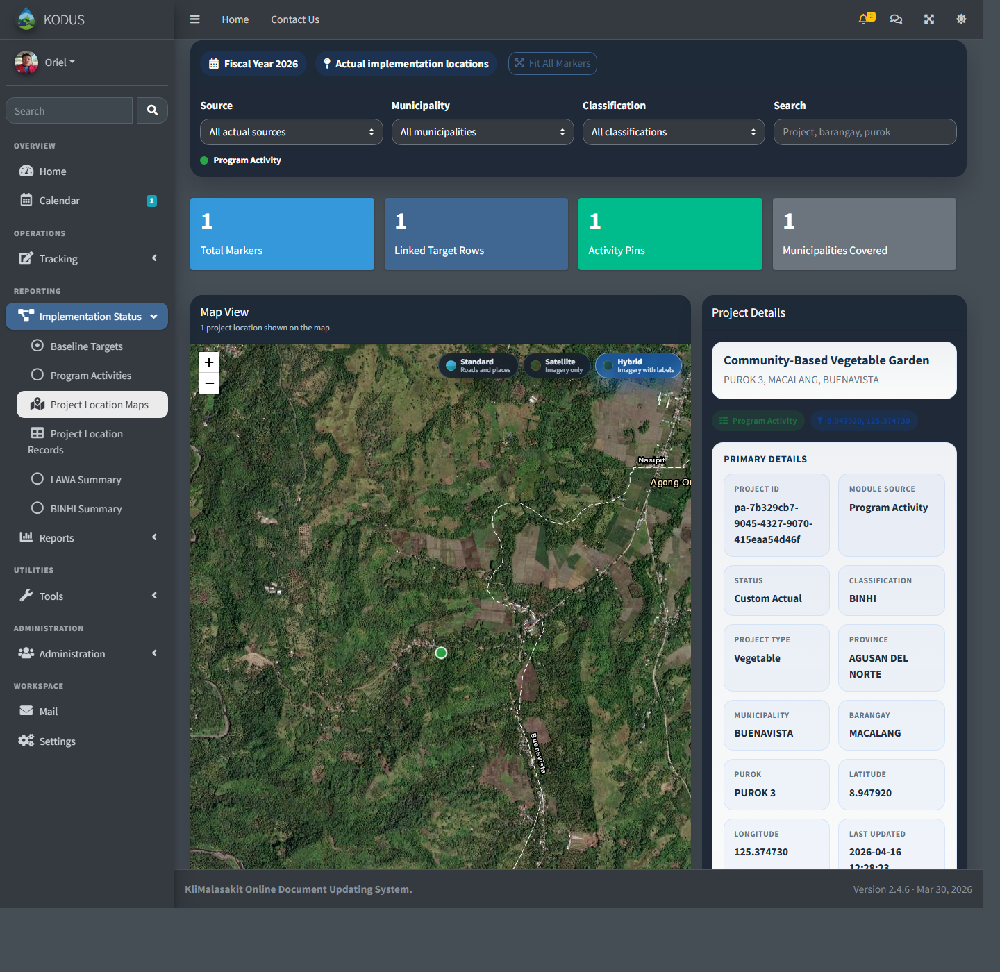 KODUS
Home
Contact Us
2
Oriel
Search
OVERVIEW
Home
Calendar
1
OPERATIONS
Tracking
REPORTING
Implementation Status
Baseline Targets
Program Activities
Project Location Maps
Project Location
Records
LAWA Summary
BINHI Summary
Reports
UTILITIES
Tools
ADMINISTRATION
Administration
WORKSPACE
Mail
Settings
Fiscal Year 2026
Actual implementation locations
Fit All Markers
Source
Municipality
Classification
Search
All actual sources
All municipalities
All classifications
Project, barangay, purok
Program Activity
1
Total Markers
1
Linked Target Rows
1
Activity Pins
1
Municipalities Covered
Map View
1 project location shown on the map.
+
−
Standard
Roads and places
Satellite
Imagery only
Hybrid
Imagery with labels
Nasipit
Agong-Or
Buenavista
Project Details
Community-Based Vegetable Garden
PUROK 3, MACALANG, BUENAVISTA
Program Activity
8.947920, 125.374730
PRIMARY DETAILS
PROJECT ID
pa-7b329cb7-
9045-4327-9070-
415eaa54d46f
MODULE SOURCE
Program Activity
STATUS
Custom Actual
CLASSIFICATION
BINHI
PROJECT TYPE
Vegetable
PROVINCE
AGUSAN DEL
NORTE
MUNICIPALITY
BUENAVISTA
BARANGAY
MACALANG
PUROK
PUROK 3
LATITUDE
8.947920
LONGITUDE
125.374730
LAST UPDATED
2026-04-16
12:28:23
KliMalasakit Online Document Updating System.
Version 2.4.6 · Mar 30, 2026